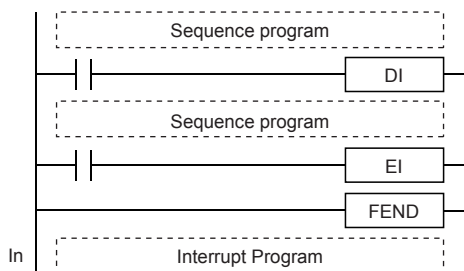 Sequence program
DI
Sequence program
EI
FEND
In
Interrupt Program